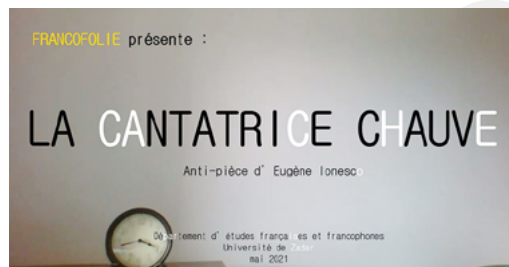 FRANCOFOLIE présente :
LA CANTATRICE CHAUVE
Anti-pièce d' Eugène Ionesco
Département d' études françaises et francophones
Université de Zadar
mai 2021